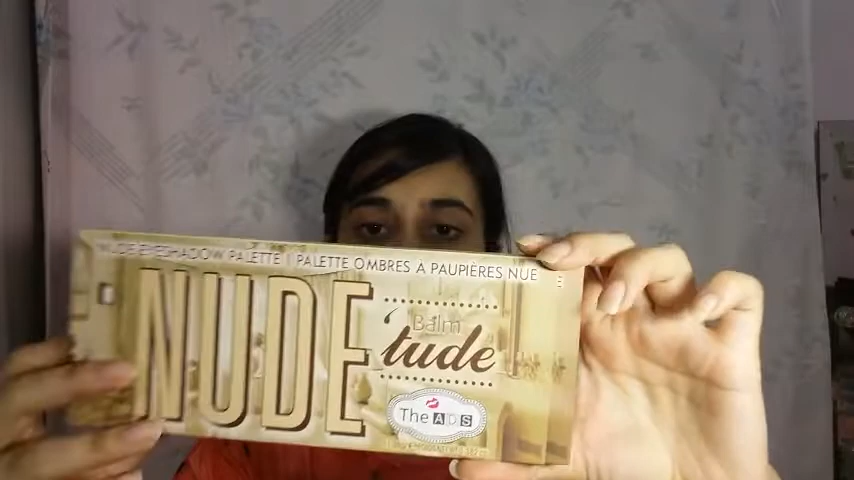 NUDE EYESHADOW PALETTE | PALETTE OMBRES À PAUPIÈRES NUE
NUDE
Balm
'tude
The ADS